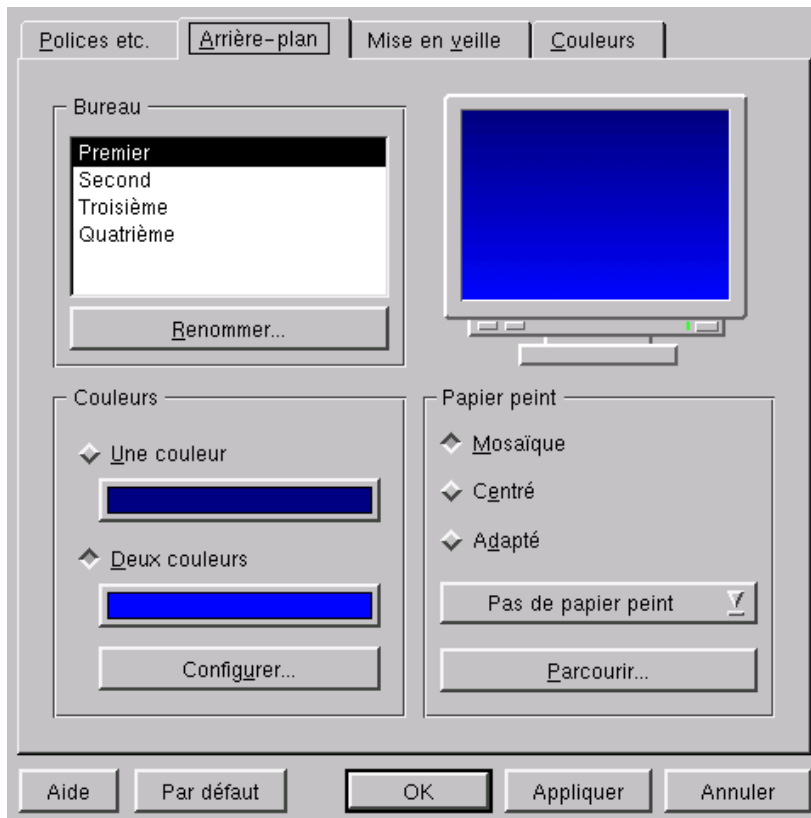 Polices etc. Arrière-plan Mise en veille Couleurs
Bureau
Premier
Second
Troisième
Quatrième
Renommer...
Couleurs
Une couleur
Deux couleurs
Configurer...
Papier peint
Mosaïque
Centré
Adapté
Pas de papier peint
Parcourir...
Aide Par défaut OK Appliquer Annuler